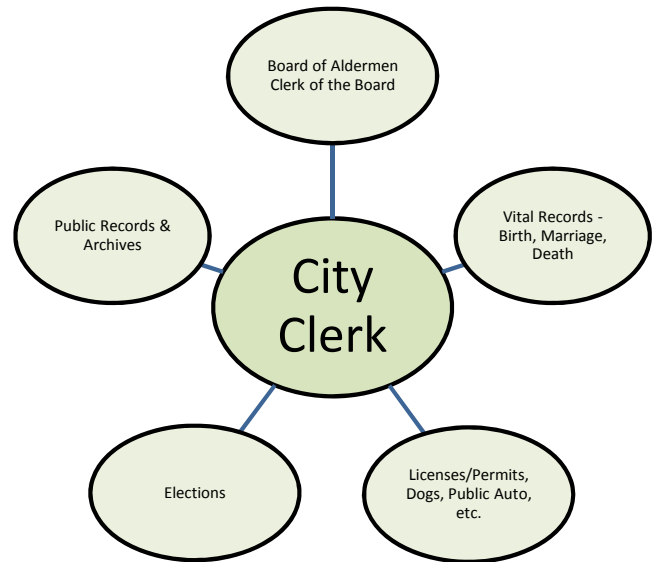 Board of Aldermen
Clerk of the Board
Public Records &
Archives
Vital Records -
Birth, Marriage,
Death
City
Clerk
Elections
Licenses/Permits,
Dogs, Public Auto,
etc.